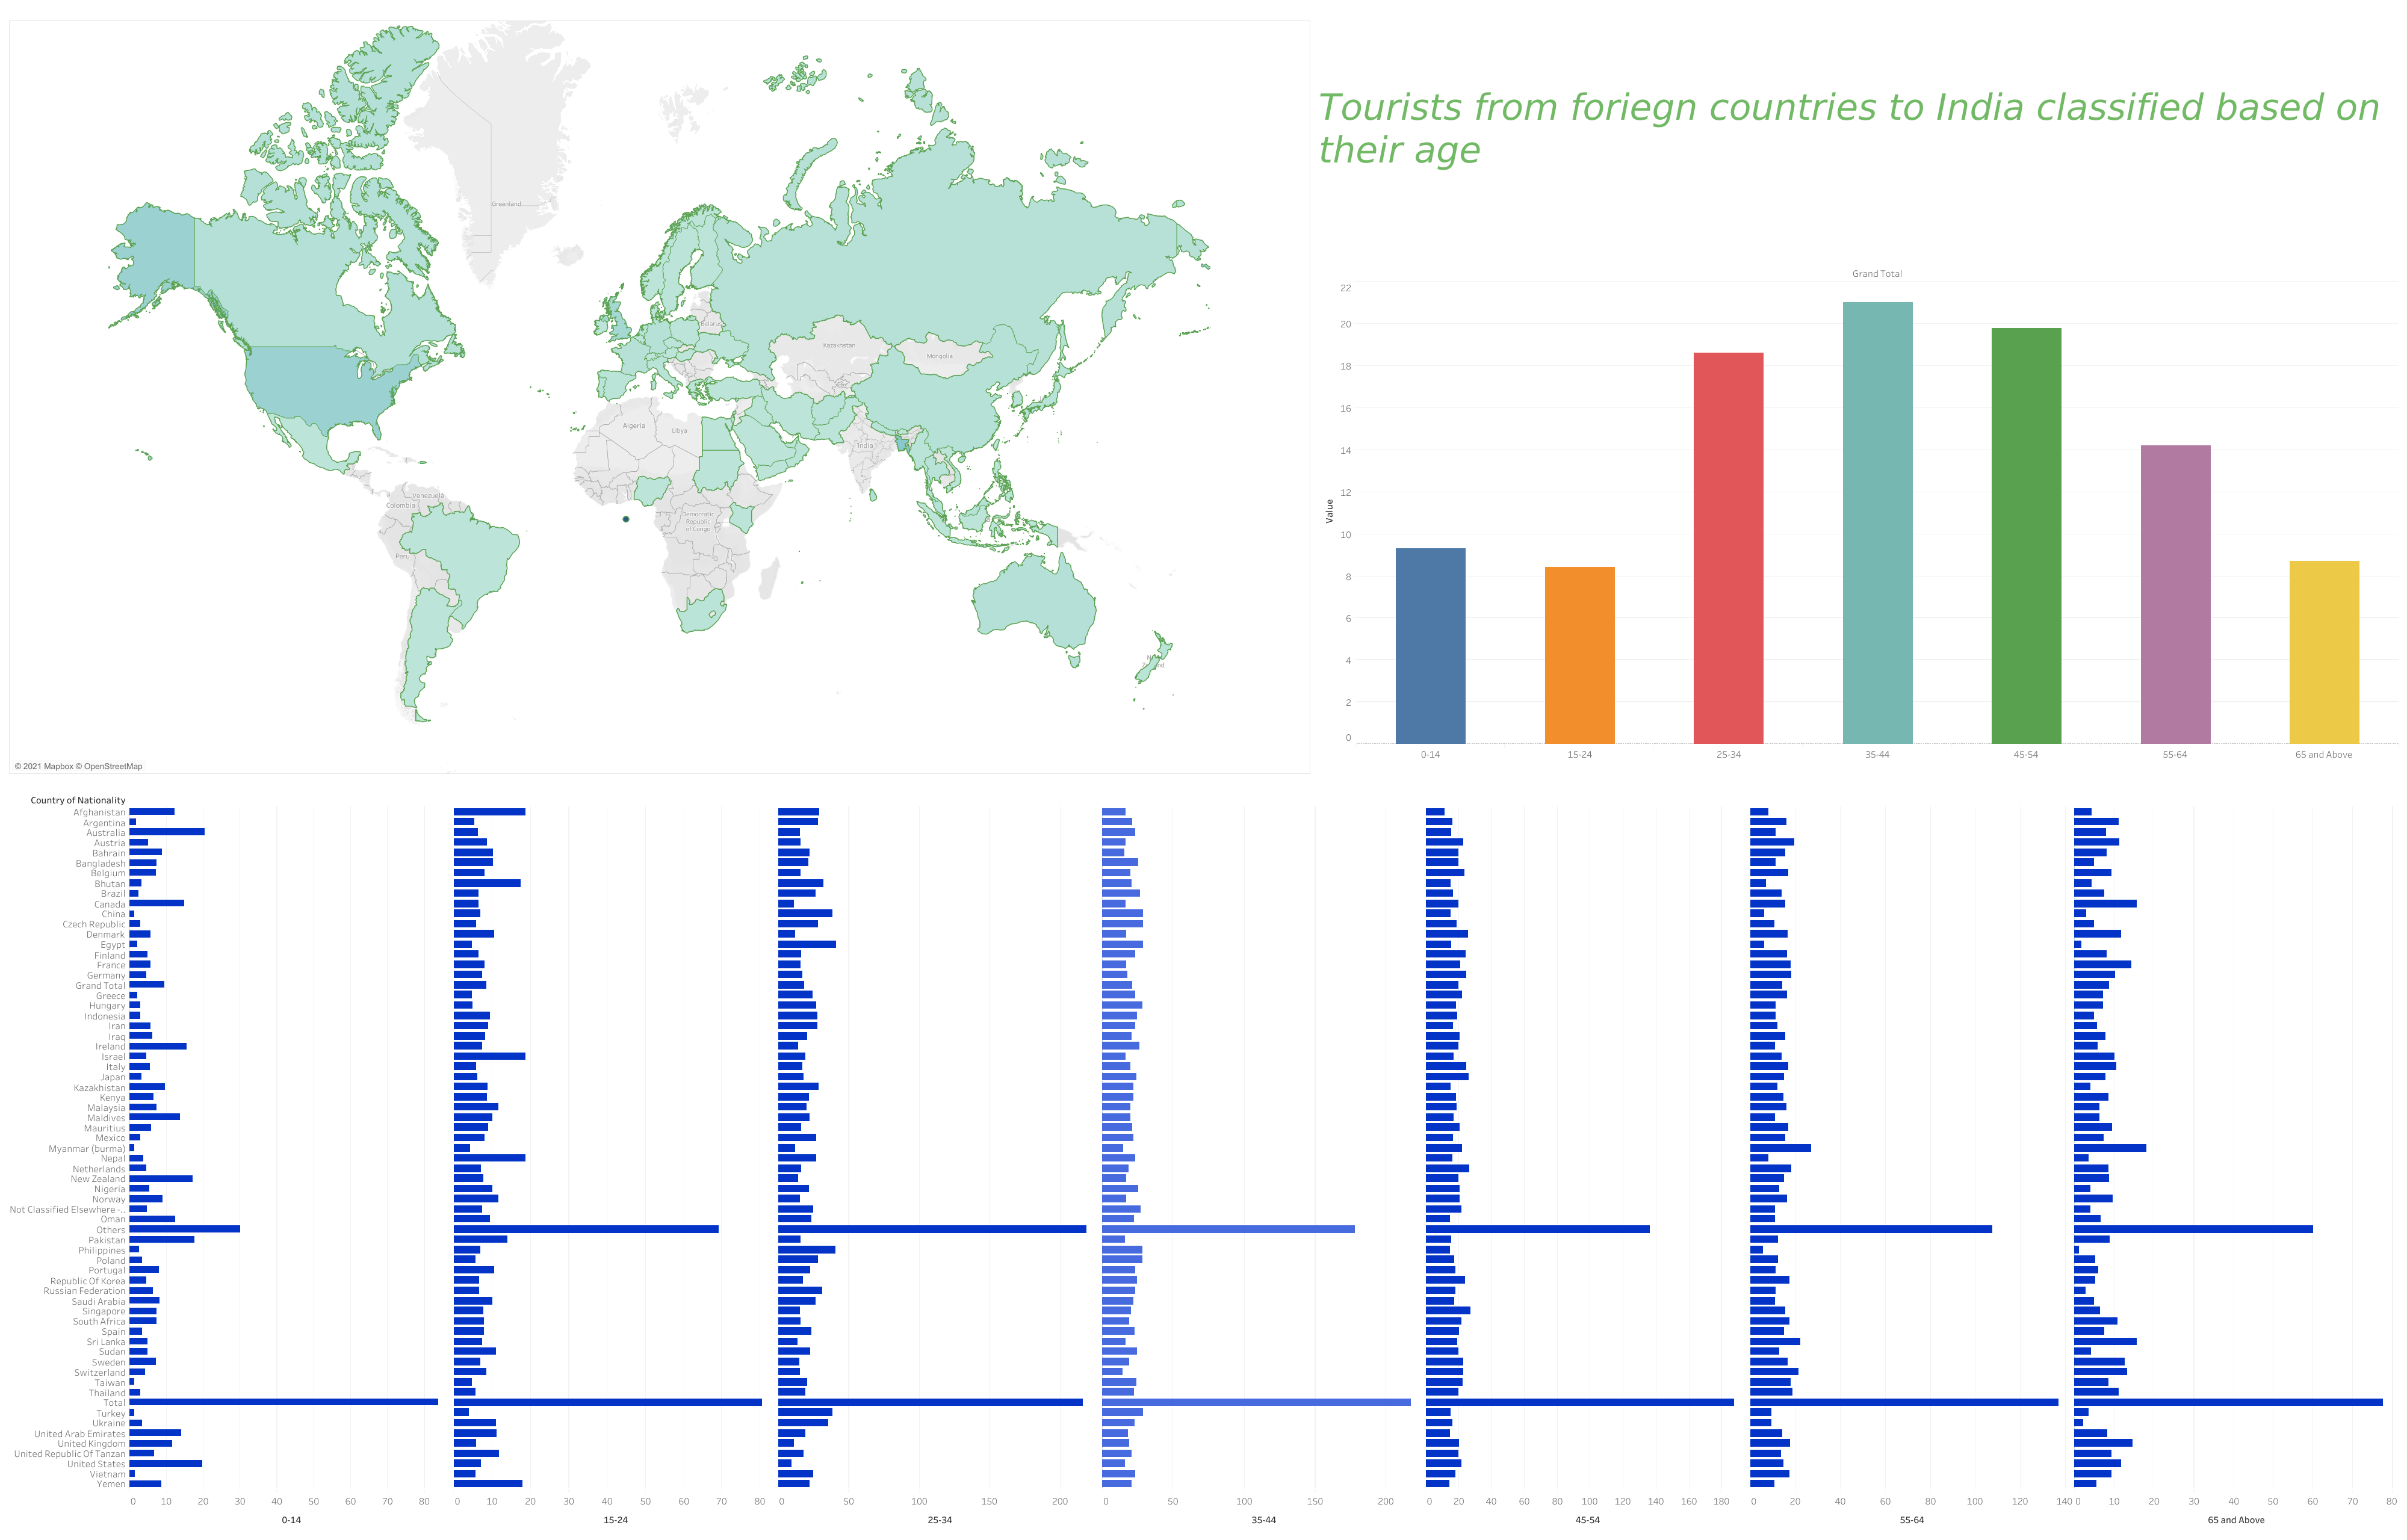 Tourists from foriegn countries to India classified based on
their age
Greenland
Belarus
Kazakhstan
Mongolia
Algeria
Libya
India
Venezuela
Colombia
Democratic
Republic
of Congo
Peru
© 2021 Mapbox © OpenStreetMap
Grand Total
Value
22
20
18
16
14
12
10
8
6
4
2
0
0-14 15-24 25-34 35-44 45-54 55-64 65 and Above
Country of Nationality
Afghanistan
Argentina
Australia
Austria
Bahrain
Bangladesh
Belgium
Bhutan
Brazil
Canada
China
Czech Republic
Denmark
Egypt
Finland
France
Germany
Grand Total
Greece
Hungary
Indonesia
Iran
Iraq
Ireland
Israel
Italy
Japan
Kazakhstan
Kenya
Malaysia
Maldives
Mauritius
Mexico
Myanmar (burma)
Nepal
Netherlands
New Zealand
Nigeria
Norway
Not Classified Elsewhere -..
Oman
Others
Pakistan
Philippines
Poland
Portugal
Republic Of Korea
Russian Federation
Saudi Arabia
Singapore
South Africa
Spain
Sri Lanka
Sudan
Sweden
Switzerland
Taiwan
Thailand
Total
Turkey
Ukraine
United Arab Emirates
United Kingdom
United Republic Of Tanzan
United States
Vietnam
Yemen
0 10 20 30 40 50 60 70 80 0 10 20 30 40 50 60 70 80 0 50 100 150 200 0 50 100 150 200 0 20 40 60 80 100 120 140 160 180 0 20 40 60 80 100 120 140 0 10 20 30 40 50 60 70 80
0-14 15-24 25-34 35-44 45-54 55-64 65 and Above